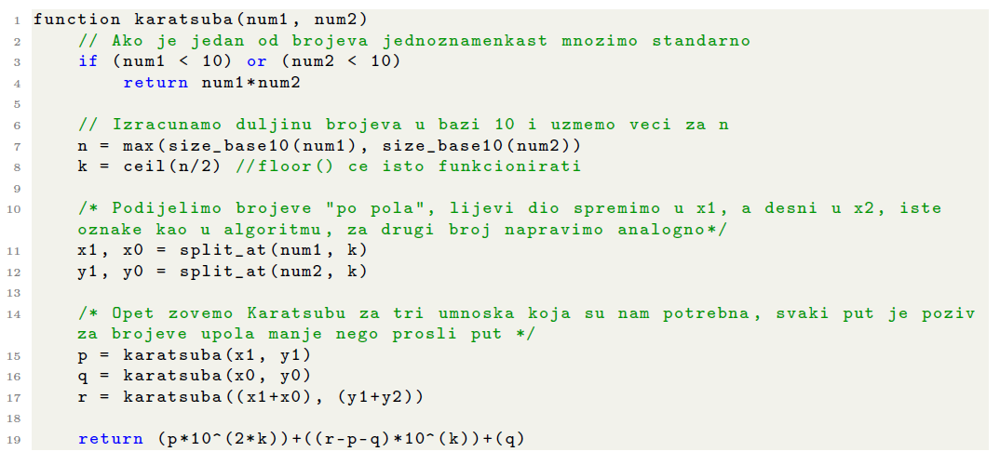 1 function karatsuba(num1, num2)
2 // Ako je jedan od brojeva jednoznamenkast mnozimo standarno
3 if (num1 < 10) or (num2 < 10)
4 return num1*num2
5
6 // Izracunamo duljinu brojeva u bazi 10 i uzmemo veci za n
7 n = max(size_base10(num1), size_base10(num2))
8 k = ceil(n/2) //floor() ce isto funkcionirati
9
10 /* Podijelimo brojeve "po pola", lijevi dio spremimo u x1, a desni u x2, iste
oznake kao u algoritmu, za drugi broj napravimo analogno*/
11 x1, x0 = split_at(num1, k)
12 y1, y0 = split_at(num2, k)
13
14 /* Opet zovemo Karatsubu za tri umnoska koja su nam potrebna, svaki put je poziv
za brojeve upola manje nego prosli put */
15 p = karatsuba(x1, y1)
16 q = karatsuba(x0, y0)
17 r = karatsuba((x1+x0), (y1+y2))
18
19 return (p*10^(2*k))+((r-p-q)*10^(k))+(q)